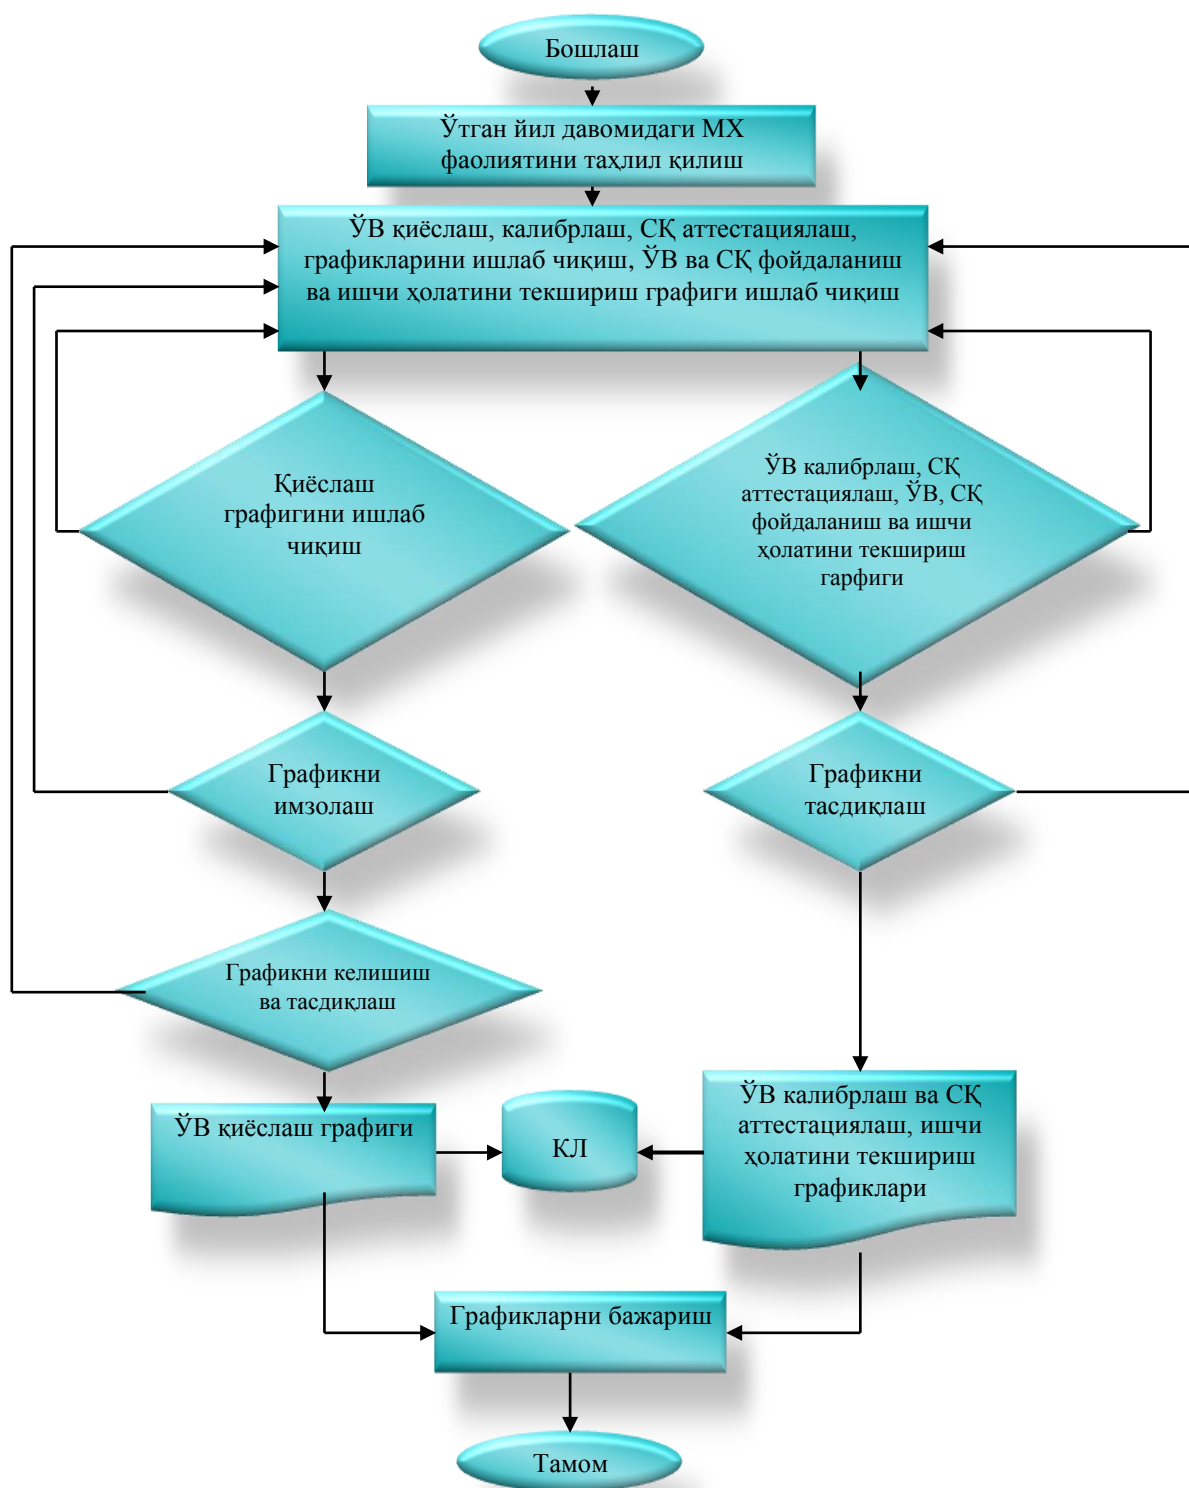 Бошлаш
Ўтган йил давомидаги МХ
фаолиятини таҳлил қилиш
ЎВ қиёслаш, калибрлаш, СҚ аттестациялаш,
графикларини ишлаб чиқиш, ЎВ ва СҚ фойдаланиш
ва ишчи ҳолатини текшириш графиги ишлаб чиқиш
Қиёслаш
графигини ишлаб
чиқиш
ЎВ калибрлаш, СҚ
аттестациялаш, ЎВ, СҚ
фойдаланиш ва ишчи
ҳолатини текшириш
гарфиги
Графикни
имзолаш
Графикни
тасдиқлаш
Графикни келишиш
ва тасдиқлаш
ЎВ қиёслаш графиги
КЛ
ЎВ калибрлаш ва СҚ
аттестациялаш, ишчи
ҳолатини текшириш
графиклари
Графикларни бажариш
Тамом